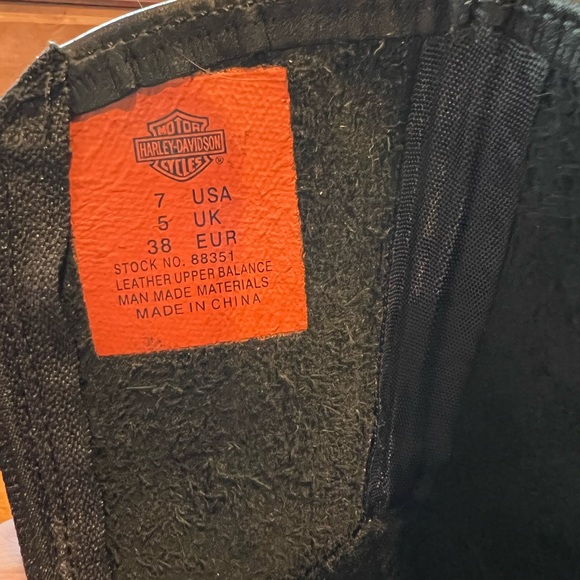 MOTOR
HARLEY-DAVIDSON
CYCLES ®
7 USA
5 UK
38 EUR
STOCK NO. 88351
LEATHER UPPER BALANCE
MAN MADE MATERIALS
MADE IN CHINA